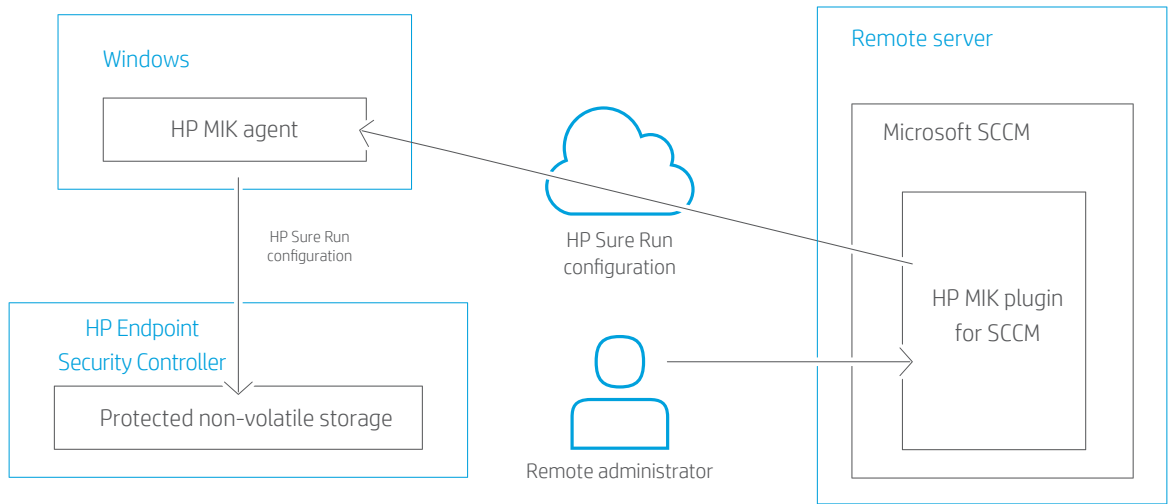 Windows
HP MIK agent
HP Sure Run
configuration
HP Endpoint
Security Controller
Protected non-volatile storage
HP Sure Run
configuration
Remote administrator
Remote server
Microsoft SCCM
HP MIK plugin
for SCCM